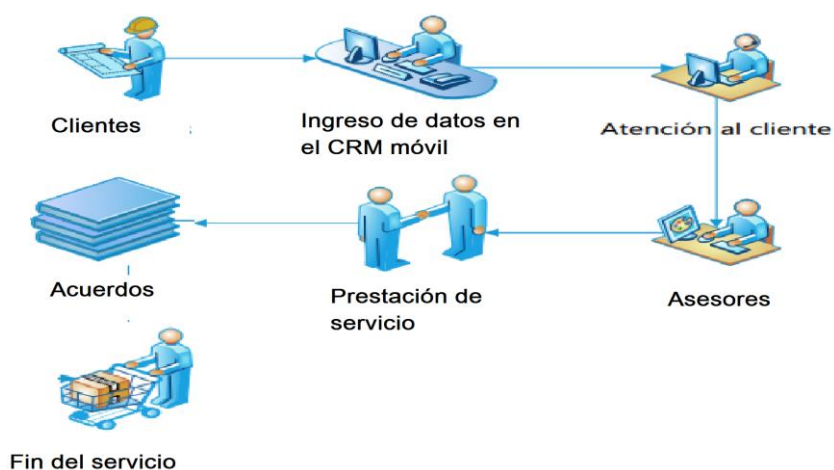 Clientes
Ingreso de datos en
el CRM móvil
Atención al cliente
Acuerdos
Prestación de
servicio
Asesores
Fin del servicio